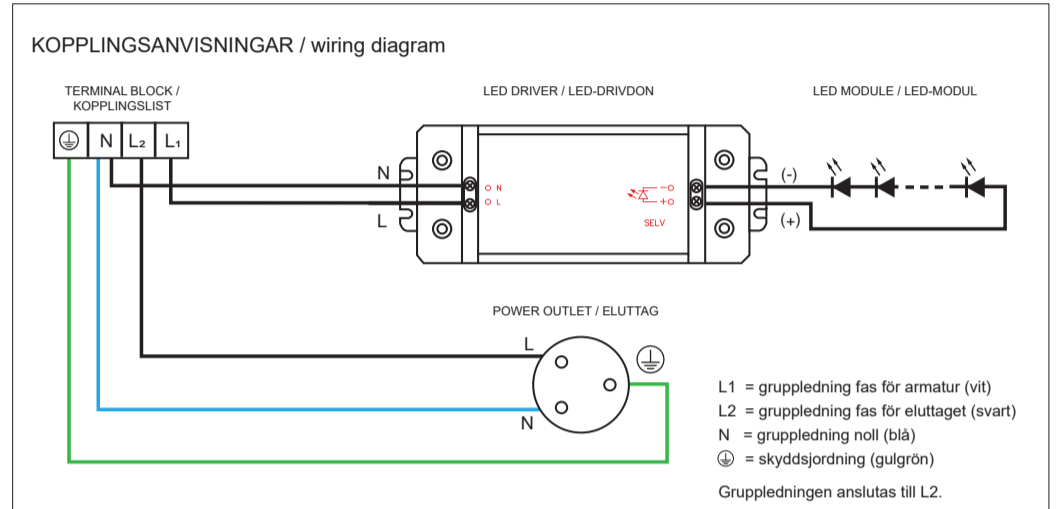 KOPPLINGSANVISNINGAR / wiring diagram
TERMINAL BLOCK /
KOPPLINGSLIST
LED DRIVER / LED-DRIVDON
LED MODULE / LED-MODUL
N L₂ L₁
N
L
O N
O L
−O
+O
SELV
(-)
(+)
POWER OUTLET / ELUTTAG
L
N
L1 = gruppledning fas för armatur (vit)
L2 = gruppledning fas för eluttaget (svart)
N = gruppledning noll (blå)
= skyddsjordning (gulgrön)
Gruppledningen anslutas till L2.